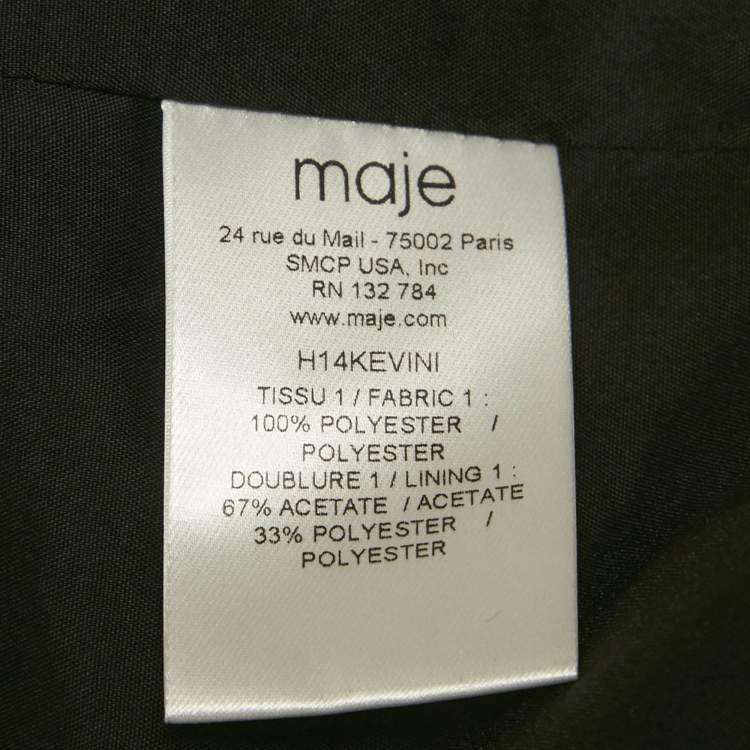 maje
24 rue du Mail - 75002 Paris
SMCP USA, Inc
RN 132 784
www.maje.com
H14KEVINI
TISSU 1 / FABRIC 1 :
100% POLYESTER /
POLYESTER
DOUBLURE 1 / LINING 1 :
67% ACETATE / ACETATE
33% POLYESTER /
POLYESTER